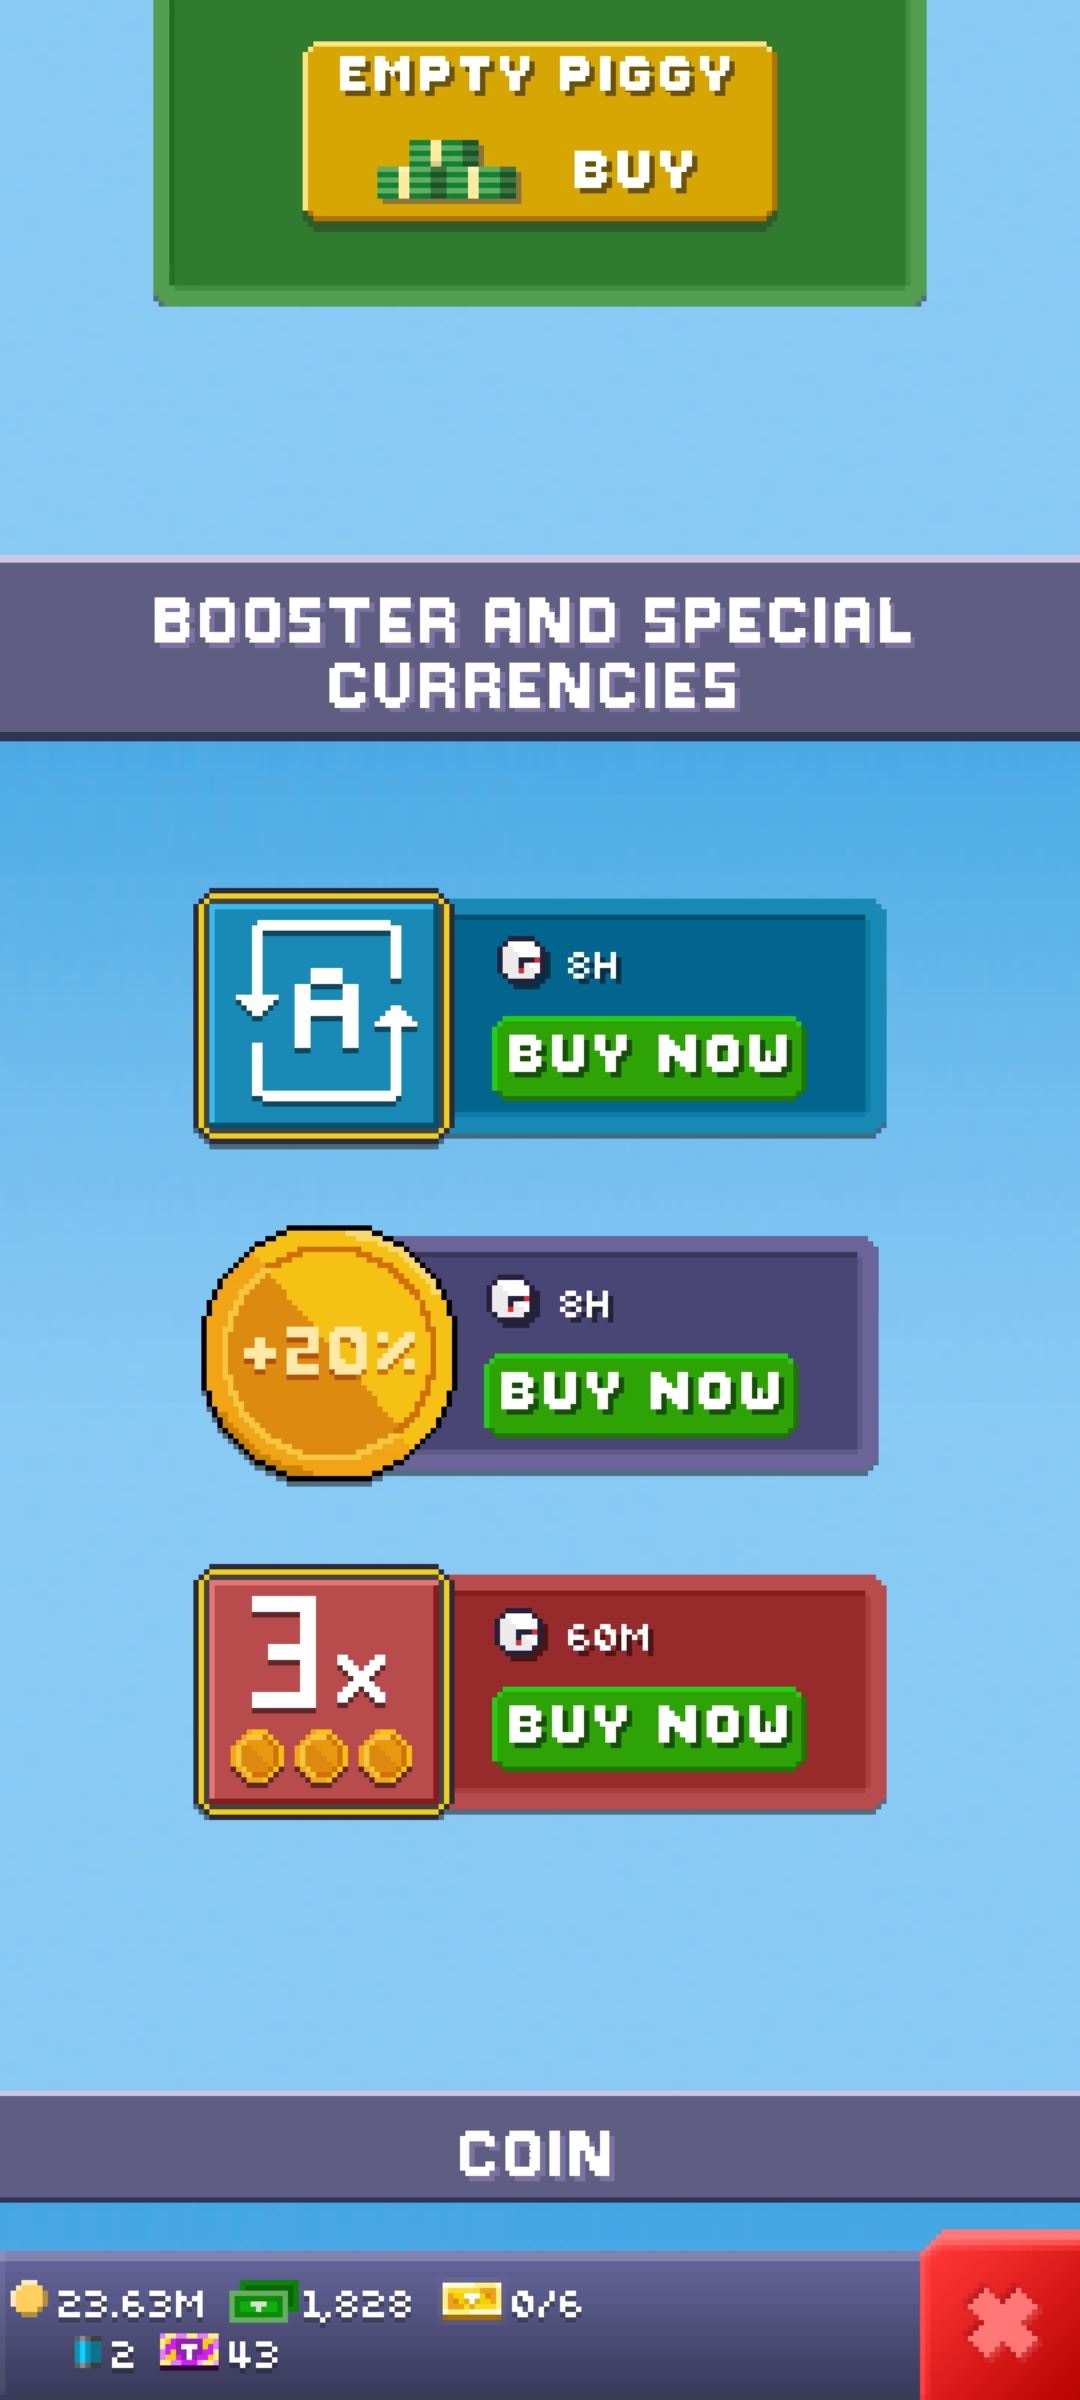 EMPTY PIGGY
BUY
BOOSTER AND SPECIAL
CURRENCIES
A
8H
BUY NOW
+20%
8H
BUY NOW
3x
60M
BUY NOW
COIN
23.63M 1,828 0/6
2 T 43